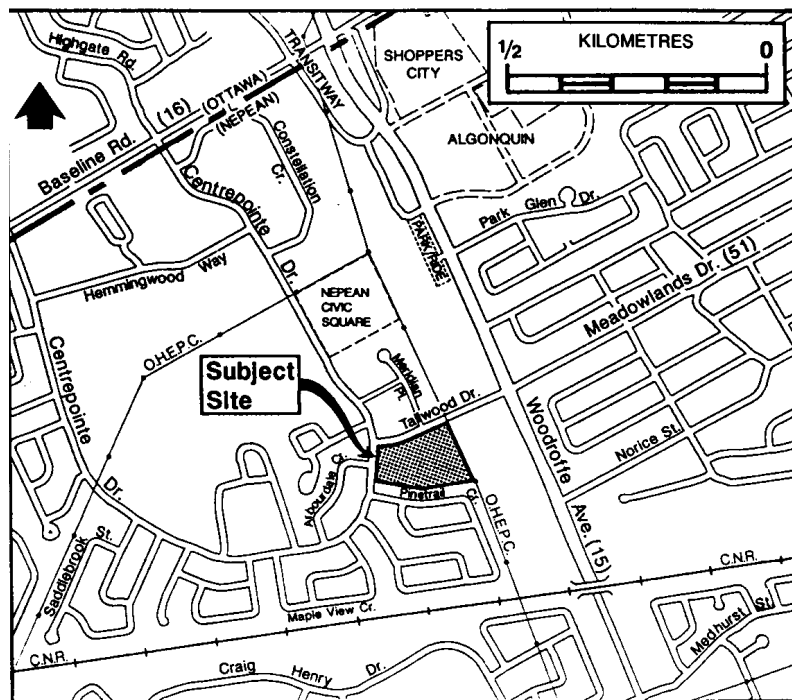 KILOMETRES
1/2
0
Highgate Rd.
TRANSITWAY
SHOPPERS
CITY
Baseline Rd. (16)
(OTTAWA)
(NEPEAN)
ALGONQUIN
Constellation
Cr.
Centrepointe
Dr.
Park Glen Dr.
PARK/RIDE
Hemmingwood Way
Meadowlands Dr. (51)
NEPEAN
CIVIC
SQUARE
O.H.E.P.C.
Centrepointe
Dr.
Meridian
Pl.
Subject
Site
Tallwood Dr.
Woodroffe
Ave. (15)
Norice St.
Arbourdale Ct.
Pinetrail
Cr.
O.H.E.P.C.
Saddlebrook St.
C.N.R.
Maple View Cr.
Medhurst St.
C.N.R.
Craig Henry Dr.